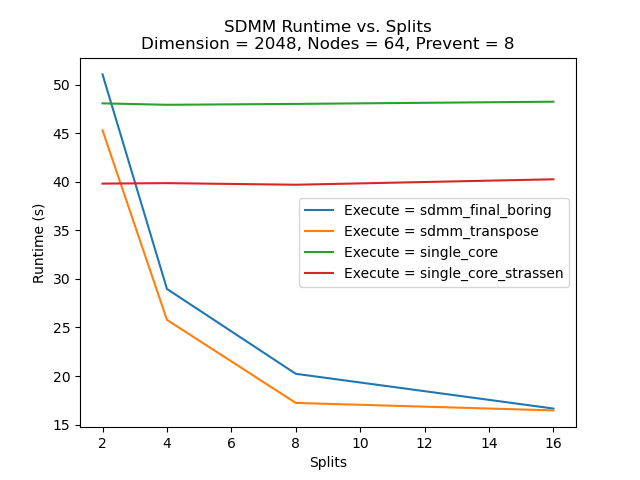 SDMM Runtime vs. Splits
Dimension = 2048, Nodes = 64, Prevent = 8
50
45
40
35
30
25
20
15
Runtime (s)
Execute = sdmm_final_boring
Execute = sdmm_transpose
Execute = single_core
Execute = single_core_strassen
2 4 6 8 10 12 14 16
Splits